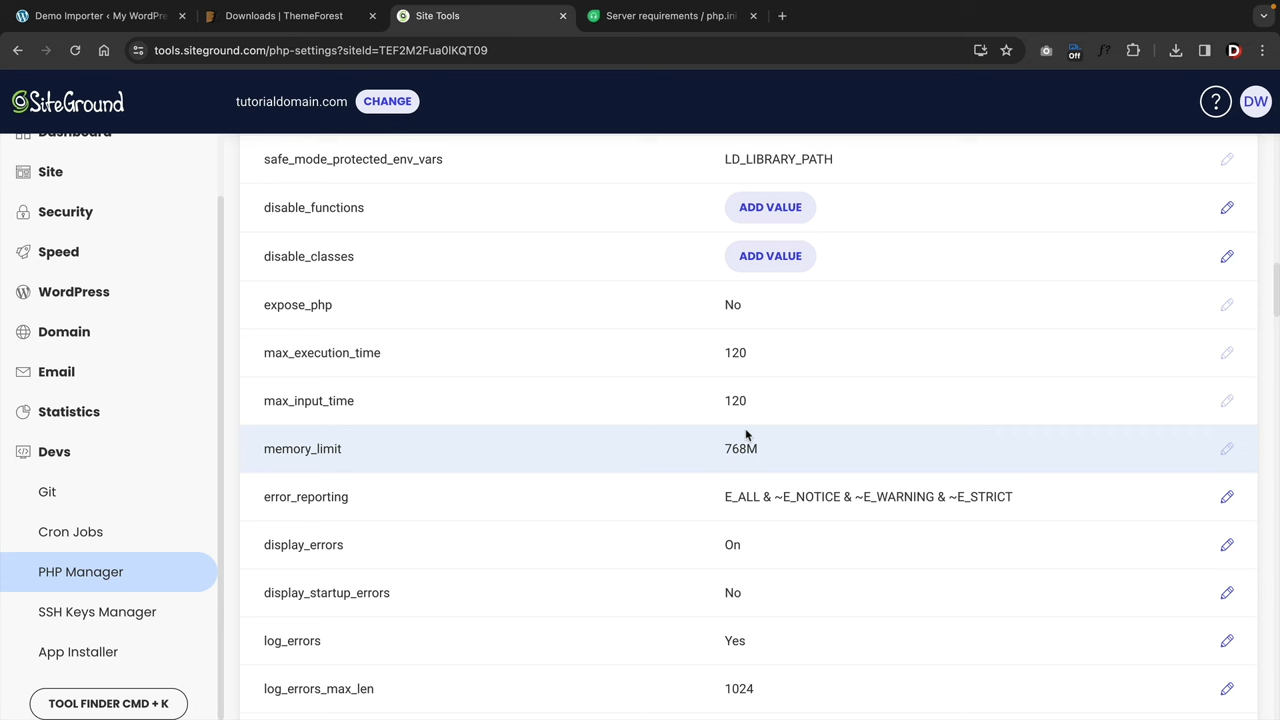 Demo Importer ‹ My WordPre
Downloads | ThemeForest
Site Tools
Server requirements / php.ini
tools.siteground.com/php-settings?siteId=TEF2M2Fua0lKQT09
Off
f?
D
SiteGround
tutorialdomain.com
CHANGE
?
DW
Dashboard
Site
Security
Speed
WordPress
Domain
Email
Statistics
Devs
Git
Cron Jobs
PHP Manager
SSH Keys Manager
App Installer
TOOL FINDER CMD + K
safe_mode_protected_env_vars LD_LIBRARY_PATH
disable_functions ADD VALUE
disable_classes ADD VALUE
expose_php No
max_execution_time 120
max_input_time 120
memory_limit 768M
error_reporting E_ALL & ~E_NOTICE & ~E_WARNING & ~E_STRICT
display_errors On
display_startup_errors No
log_errors Yes
log_errors_max_len 1024